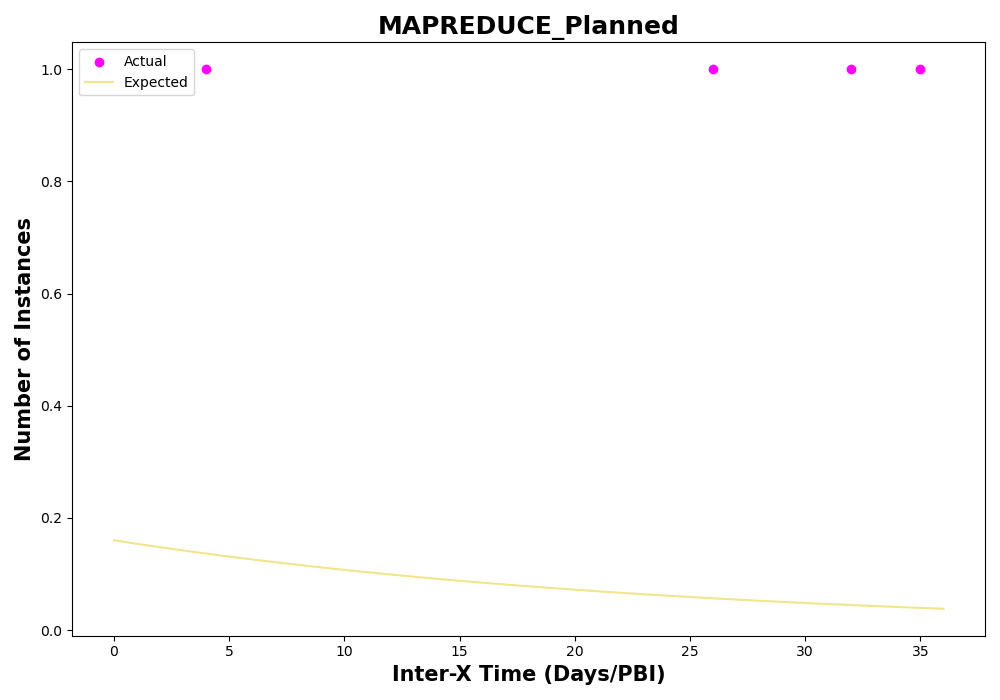 MAPREDUCE_Planned
Actual
Expected
Number of Instances
1.0
0.8
0.6
0.4
0.2
0.0
0 5 10 15 20 25 30 35
Inter-X Time (Days/PBI)